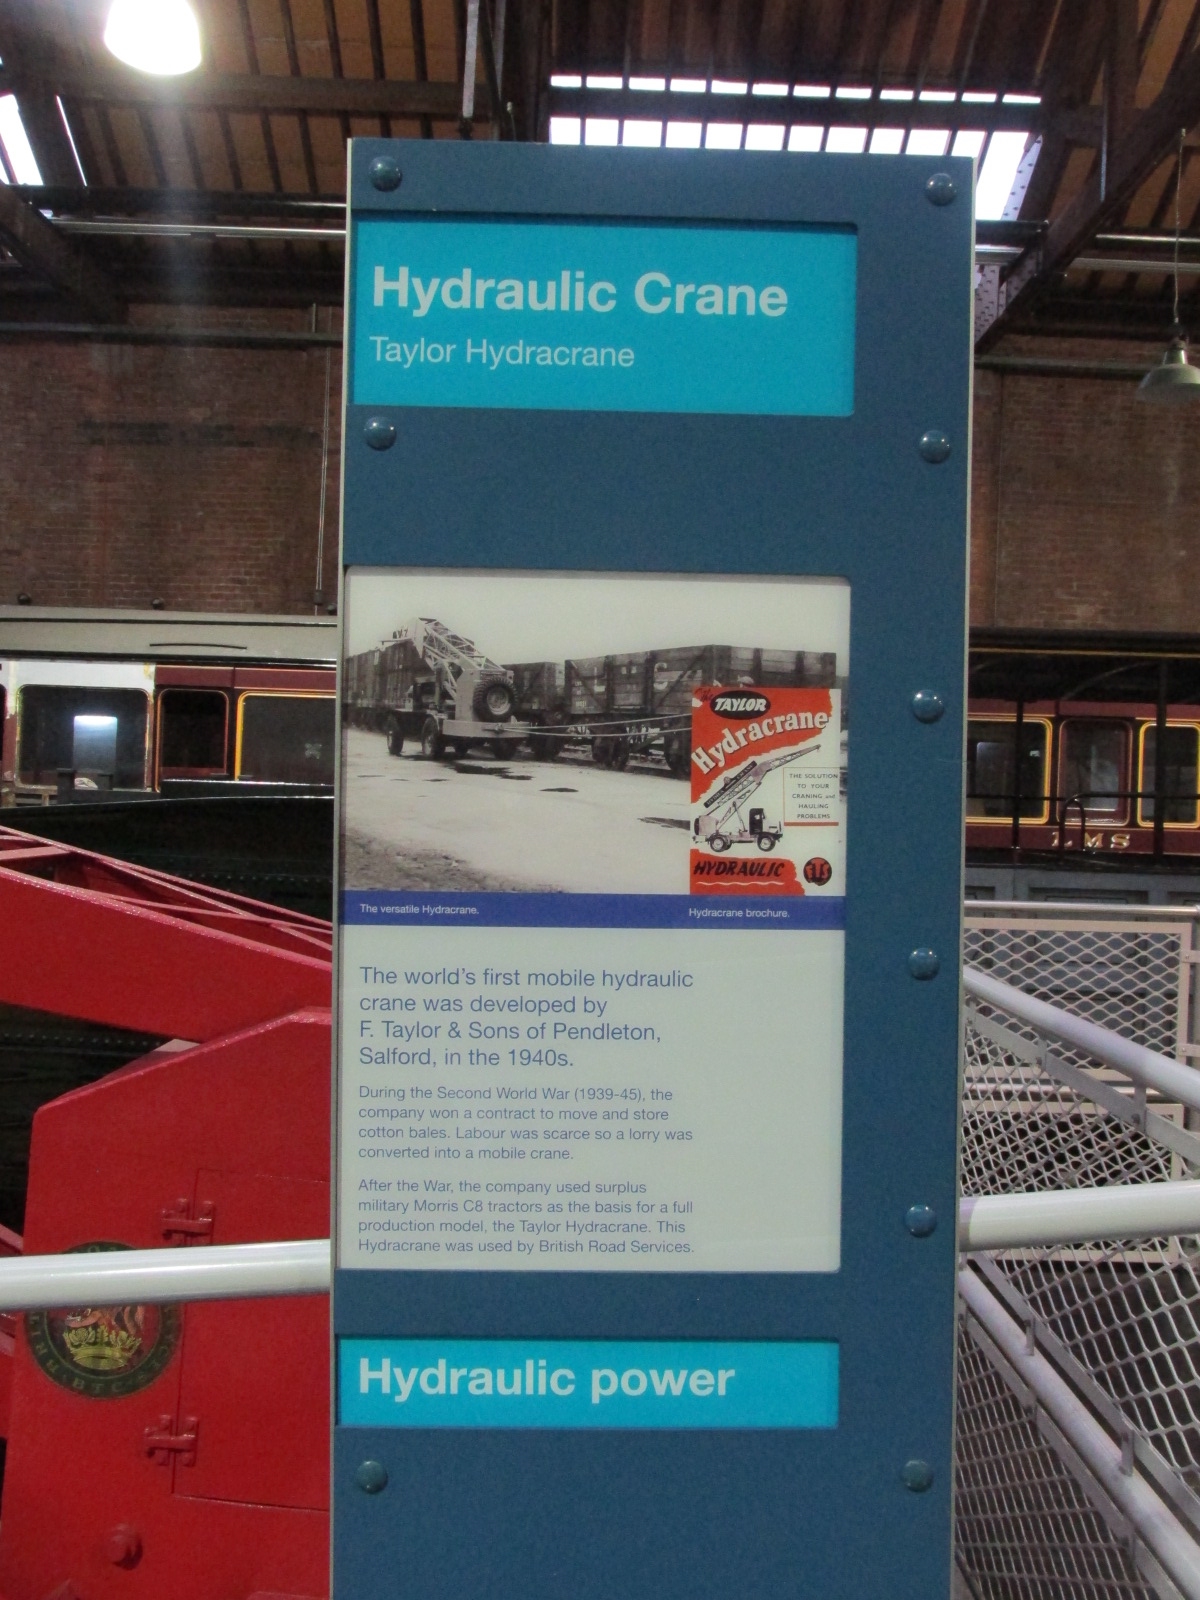 Hydraulic Crane
Taylor Hydracrane
TAYLOR
Hydracrane
THE SOLUTION
TO YOUR
CRANING and
HAULING
PROBLEMS
HYDRAULIC
The versatile Hydracrane.
Hydracrane brochure.
LMS
The world's first mobile hydraulic
crane was developed by
F. Taylor & Sons of Pendleton,
Salford, in the 1940s.
During the Second World War (1939-45), the
company won a contract to move and store
cotton bales. Labour was scarce so a lorry was
converted into a mobile crane.
After the War, the company used surplus
military Morris C8 tractors as the basis for a full
production model, the Taylor Hydracrane. This
Hydracrane was used by British Road Services.
Hydraulic power